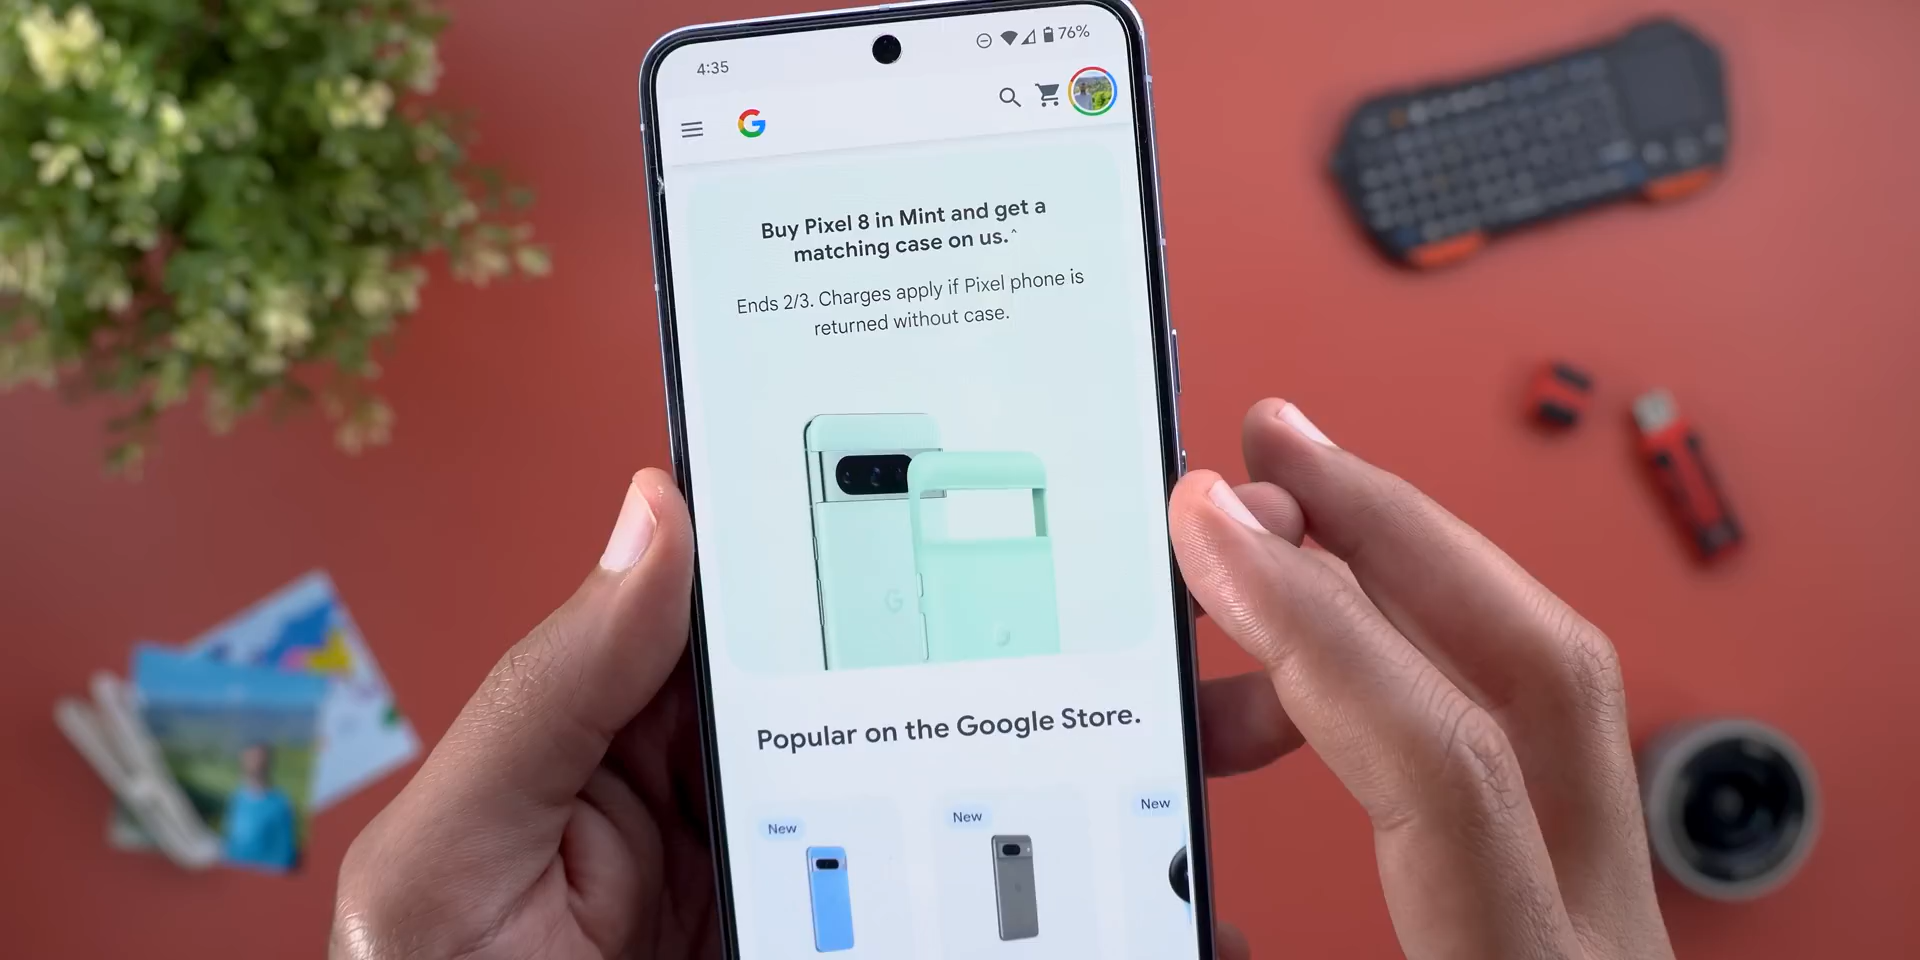 4:35
76%
Buy Pixel 8 in Mint and get a
matching case on us.^
Ends 2/3. Charges apply if Pixel phone is
returned without case.
Popular on the Google Store.
New
New
New